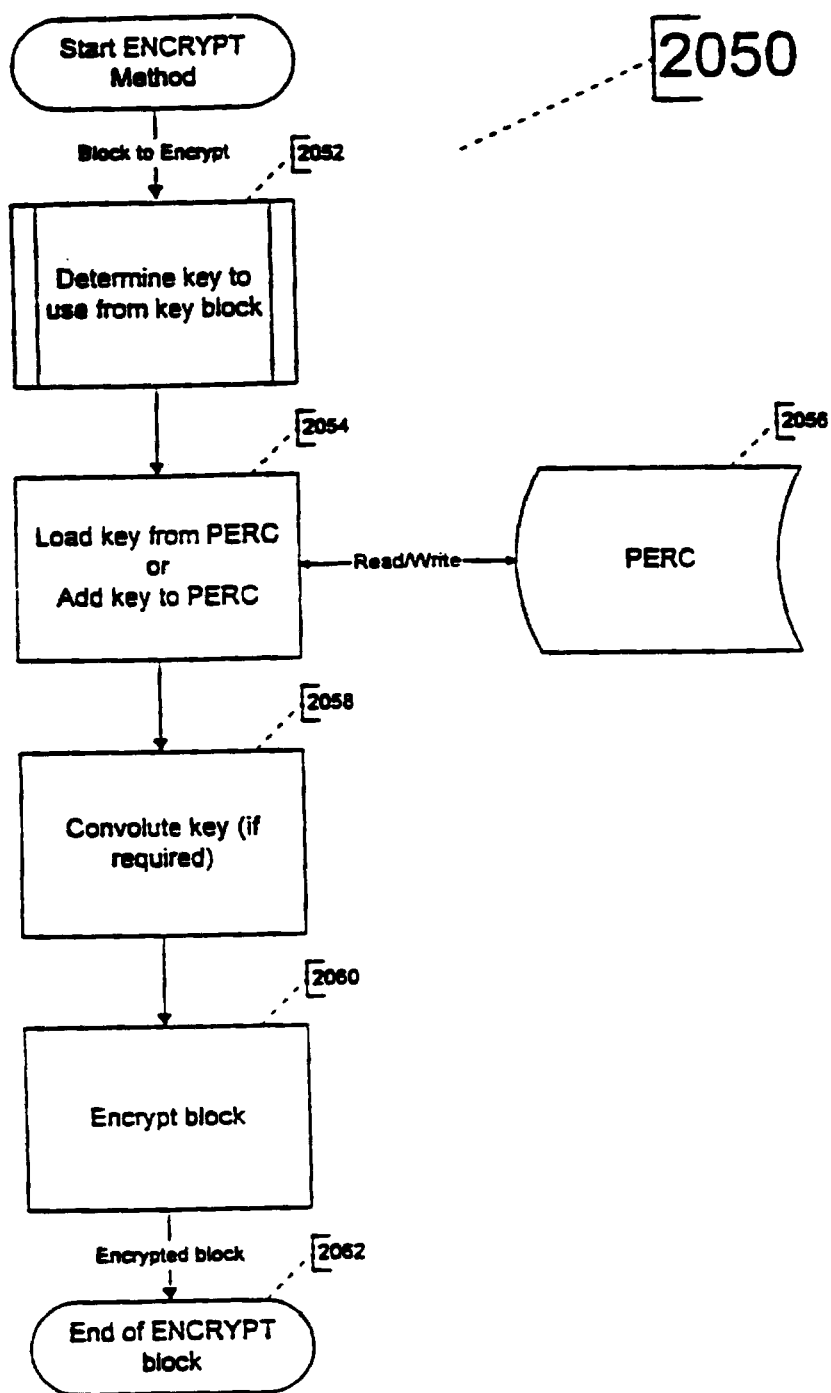 Start ENCRYPT
Method
2050
Block to Encrypt
2052
Determine key to
use from key block
2054
2056
Load key from PERC
or
Add key to PERC
Read/Write
PERC
2058
Convolute key (if
required)
2060
Encrypt block
Encrypted block
2062
End of ENCRYPT
block